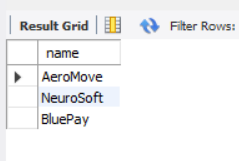 Result Grid Filter Rows:
name
AeroMove
NeuroSoft
BluePay